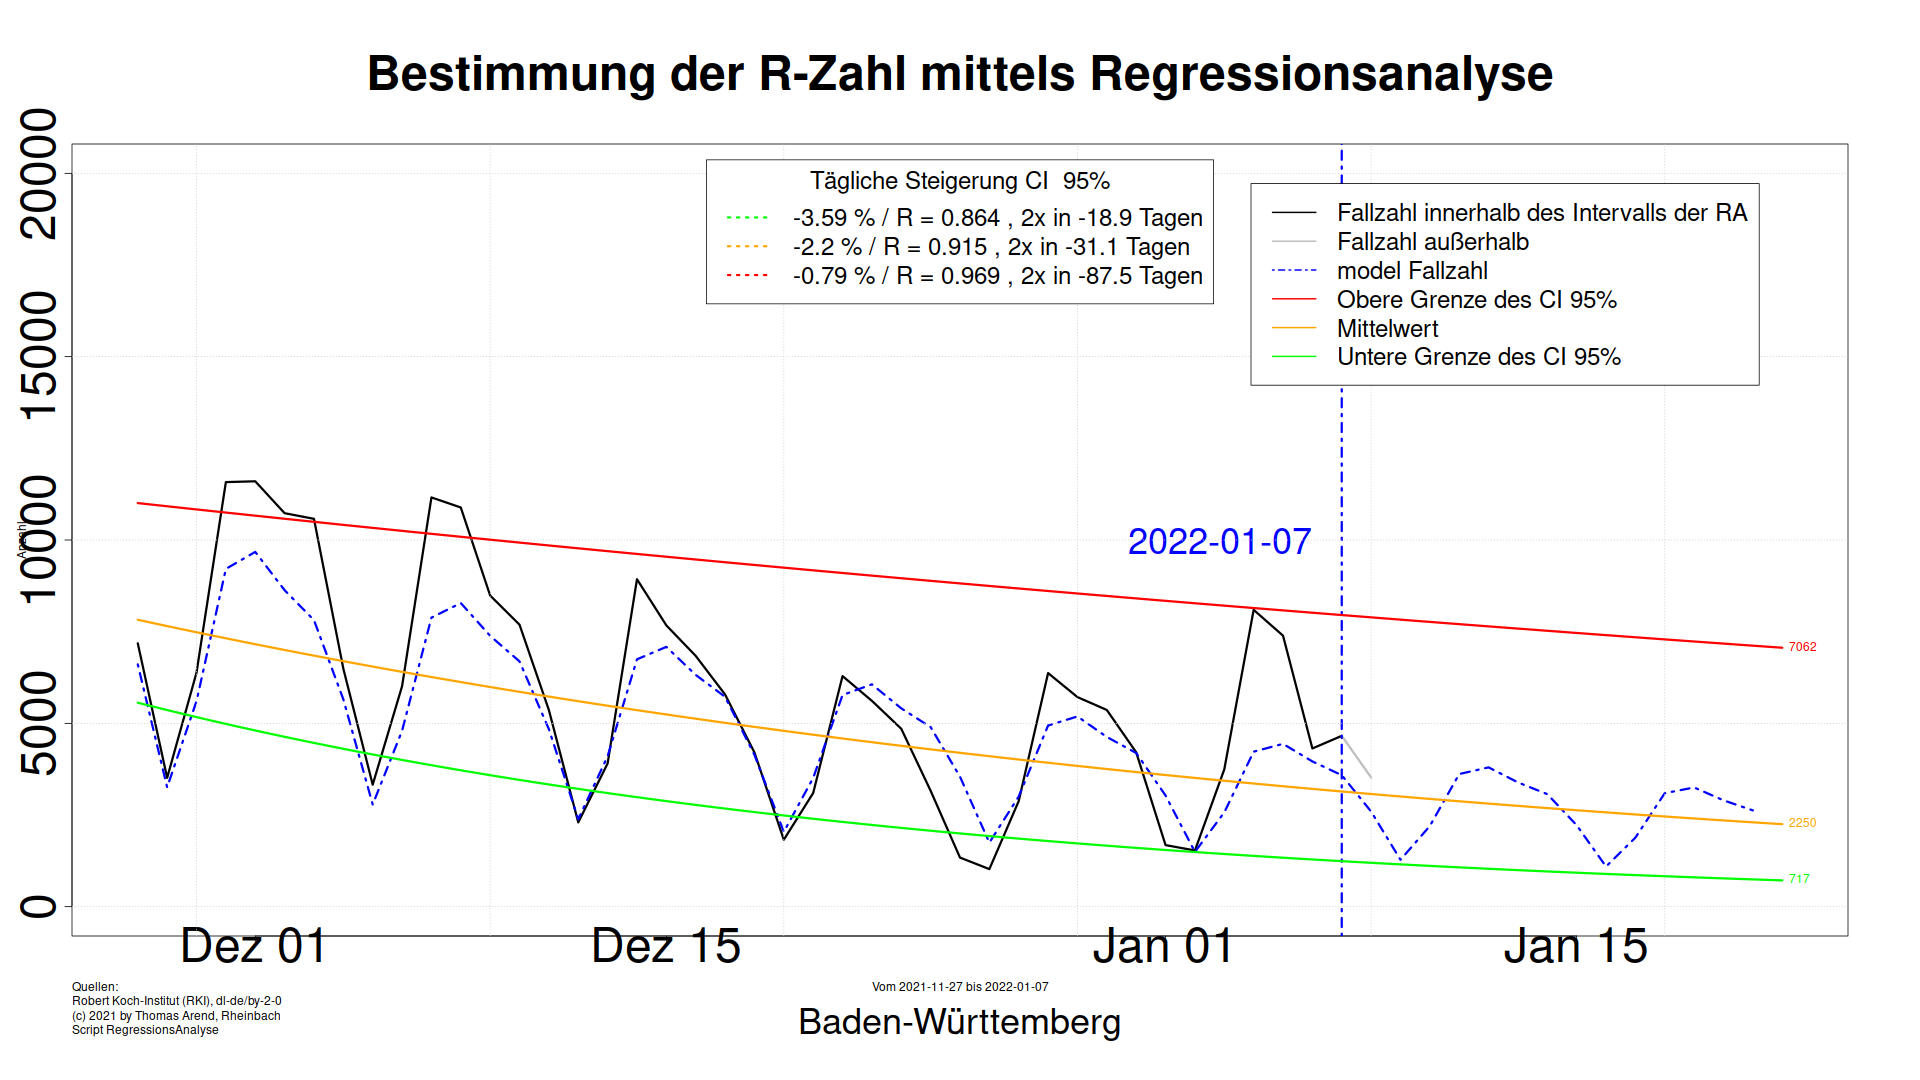 Bestimmung der R-Zahl mittels Regressionsanalyse
Anzahl
20000
15000
10000
5000
0
Tägliche Steigerung CI  95%
-3.59 % / R = 0.864 , 2x in -18.9 Tagen
-2.2 % / R = 0.915 , 2x in -31.1 Tagen
-0.79 % / R = 0.969 , 2x in -87.5 Tagen
Fallzahl innerhalb des Intervalls der RA
Fallzahl außerhalb
model Fallzahl
Obere Grenze des CI 95%
Mittelwert
Untere Grenze des CI 95%
2022-01-07
7062
2250
717
Dez 01
Dez 15
Jan 01
Jan 15
Quellen:
Robert Koch-Institut (RKI), dl-de/by-2-0
(c) 2021 by Thomas Arend, Rheinbach
Script RegressionsAnalyse
Vom 2021-11-27 bis 2022-01-07
Baden-Württemberg